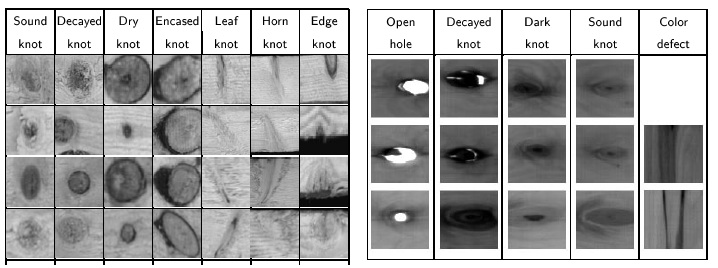 Sound Decayed Dry Encased Leaf Horn Edge
knot knot knot knot knot knot knot
Open Decayed Dark Sound Color
hole knot knot knot defect